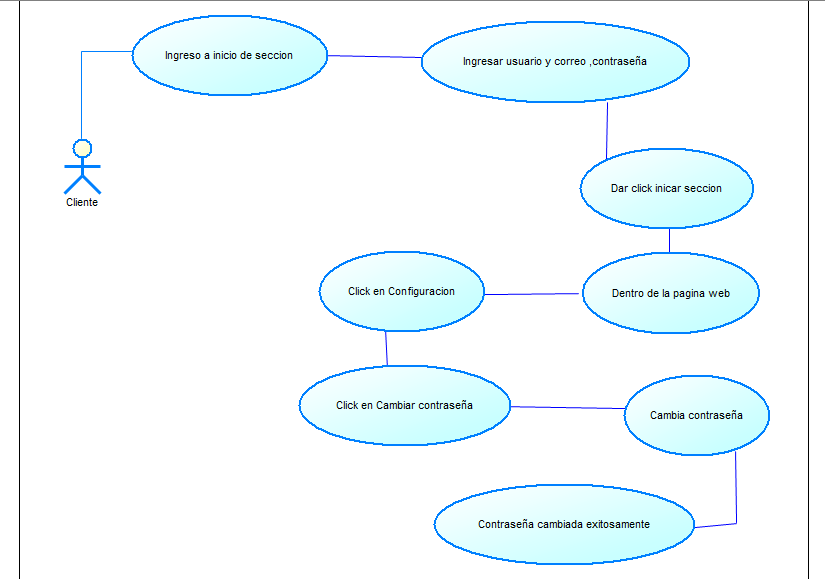 Ingreso a inicio de seccion
Ingresar usuario y correo ,contraseña
Cliente
Dar click inicar seccion
Click en Configuracion
Dentro de la pagina web
Click en Cambiar contraseña
Cambia contraseña
Contraseña cambiada exitosamente